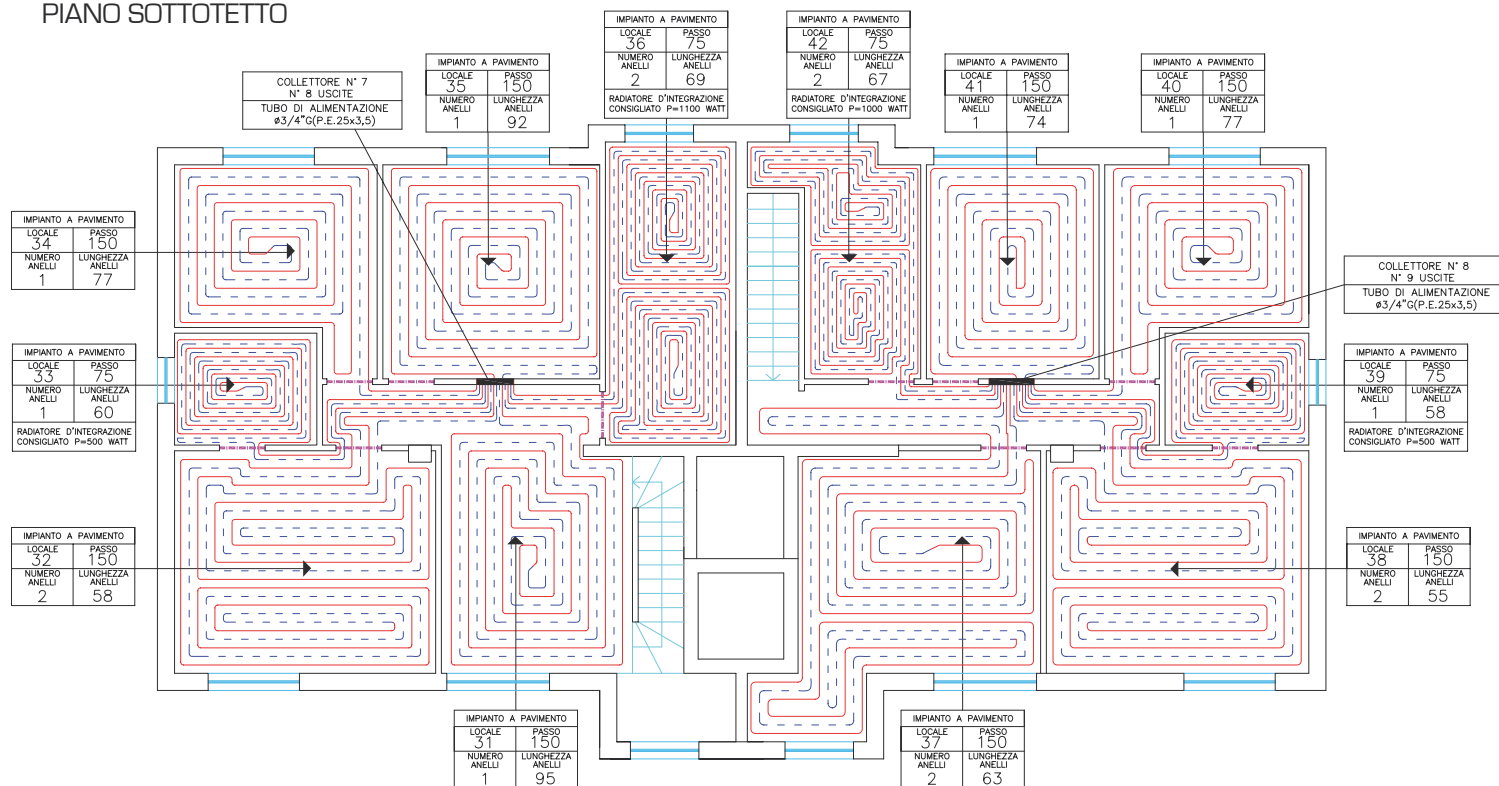 PIANO SOTTOTETTO
COLLETTORE N° 7
N° 8 USCITE
TUBO DI ALIMENTAZIONE
ø3/4"G(P.E.25x3,5)
IMPIANTO A PAVIMENTO
LOCALE PASSO
35 150
NUMERO LUNGHEZZA
ANELLI ANELLI
1 92
IMPIANTO A PAVIMENTO
LOCALE PASSO
36 75
NUMERO LUNGHEZZA
ANELLI ANELLI
2 69
RADIATORE D'INTEGRAZIONE
CONSIGLIATO P=1100 WATT
IMPIANTO A PAVIMENTO
LOCALE PASSO
42 75
NUMERO LUNGHEZZA
ANELLI ANELLI
2 67
RADIATORE D'INTEGRAZIONE
CONSIGLIATO P=1000 WATT
IMPIANTO A PAVIMENTO
LOCALE PASSO
41 150
NUMERO LUNGHEZZA
ANELLI ANELLI
1 74
IMPIANTO A PAVIMENTO
LOCALE PASSO
40 150
NUMERO LUNGHEZZA
ANELLI ANELLI
1 77
IMPIANTO A PAVIMENTO
LOCALE PASSO
34 150
NUMERO LUNGHEZZA
ANELLI ANELLI
1 77
COLLETTORE N° 8
N° 9 USCITE
TUBO DI ALIMENTAZIONE
ø3/4"G(P.E.25x3,5)
IMPIANTO A PAVIMENTO
LOCALE PASSO
33 75
NUMERO LUNGHEZZA
ANELLI ANELLI
1 60
RADIATORE D'INTEGRAZIONE
CONSIGLIATO P=500 WATT
IMPIANTO A PAVIMENTO
LOCALE PASSO
39 75
NUMERO LUNGHEZZA
ANELLI ANELLI
1 58
RADIATORE D'INTEGRAZIONE
CONSIGLIATO P=500 WATT
IMPIANTO A PAVIMENTO
LOCALE PASSO
32 150
NUMERO LUNGHEZZA
ANELLI ANELLI
2 58
IMPIANTO A PAVIMENTO
LOCALE PASSO
38 150
NUMERO LUNGHEZZA
ANELLI ANELLI
2 55
IMPIANTO A PAVIMENTO
LOCALE PASSO
31 150
NUMERO LUNGHEZZA
ANELLI ANELLI
1 95
IMPIANTO A PAVIMENTO
LOCALE PASSO
37 150
NUMERO LUNGHEZZA
ANELLI ANELLI
2 63